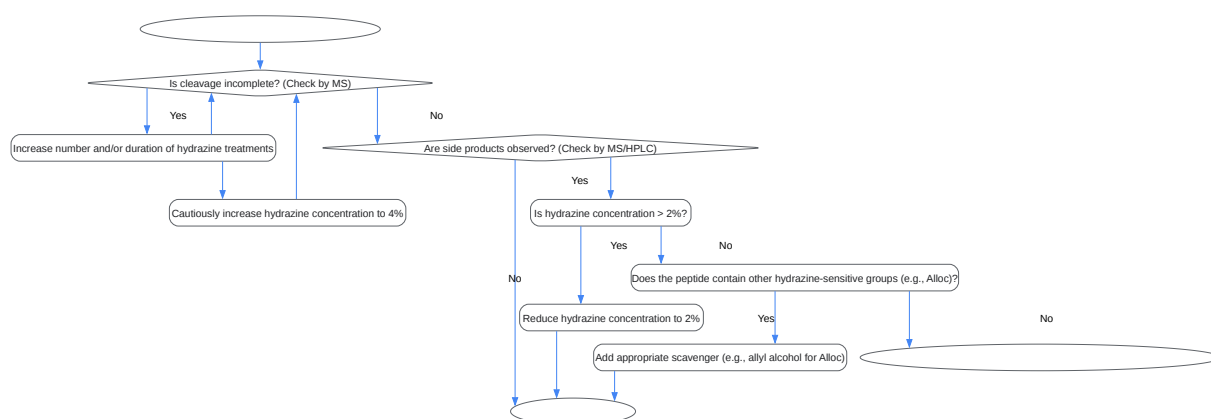 Is cleavage incomplete? (Check by MS)
Yes
No
Increase number and/or duration of hydrazine treatments
Are side products observed? (Check by MS/HPLC)
Yes
Cautiously increase hydrazine concentration to 4%
Is hydrazine concentration > 2%?
Yes
No
No
Does the peptide contain other hydrazine-sensitive groups (e.g., Alloc)?
Reduce hydrazine concentration to 2%
Yes
No
Add appropriate scavenger (e.g., allyl alcohol for Alloc)